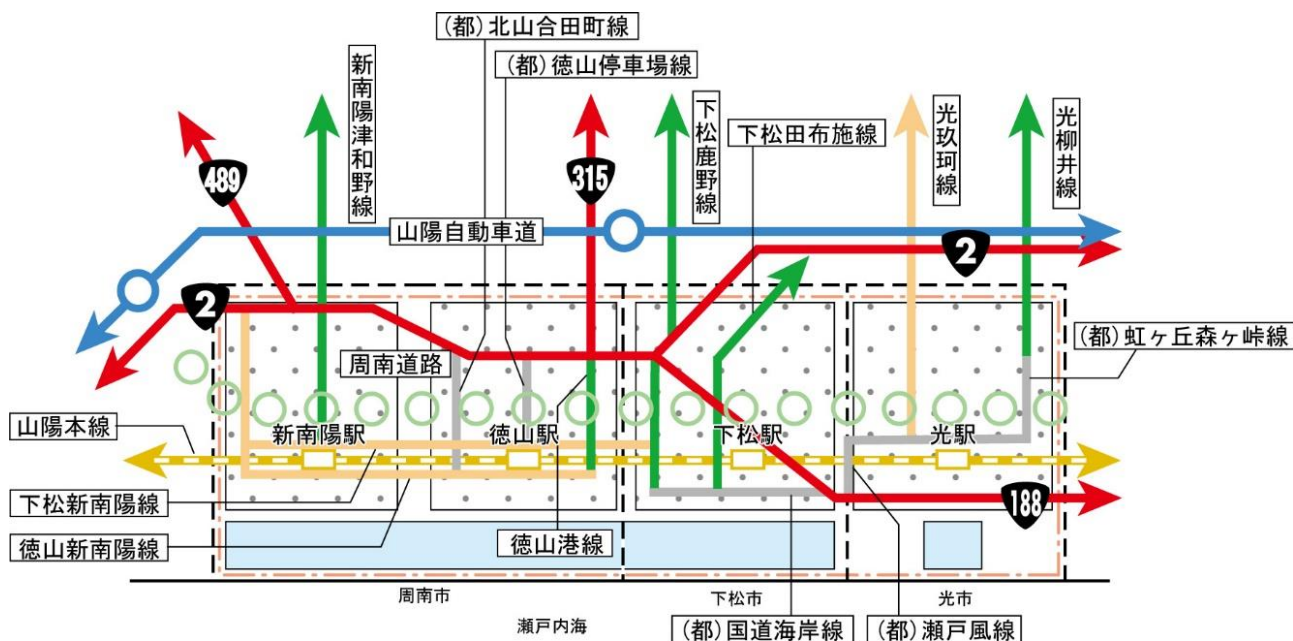 (都)北山合田町線
(都)徳山停車場線
新南陽津和野線
下松鹿野線
下松田布施線
光玖珂線
光柳井線
489
315
山陽自動車道
2
2
周南道路
(都)虹ヶ丘森ヶ峠線
山陽本線
新南陽駅
徳山駅
下松駅
光駅
下松新南陽線
188
徳山新南陽線
徳山港線
周南市
下松市
光市
瀬戸内海
(都)国道海岸線
(都)瀬戸風線